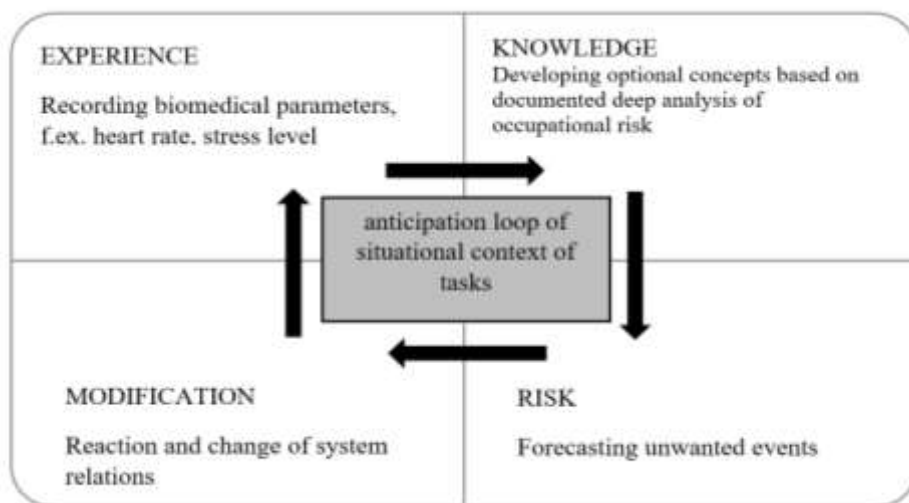 EXPERIENCE
Recording biomedical parameters,
f.ex. heart rate, stress level
KNOWLEDGE
Developing optional concepts based on
documented deep analysis of
occupational risk
anticipation loop of
situational context of
tasks
MODIFICATION
Reaction and change of system
relations
RISK
Forecasting unwanted events